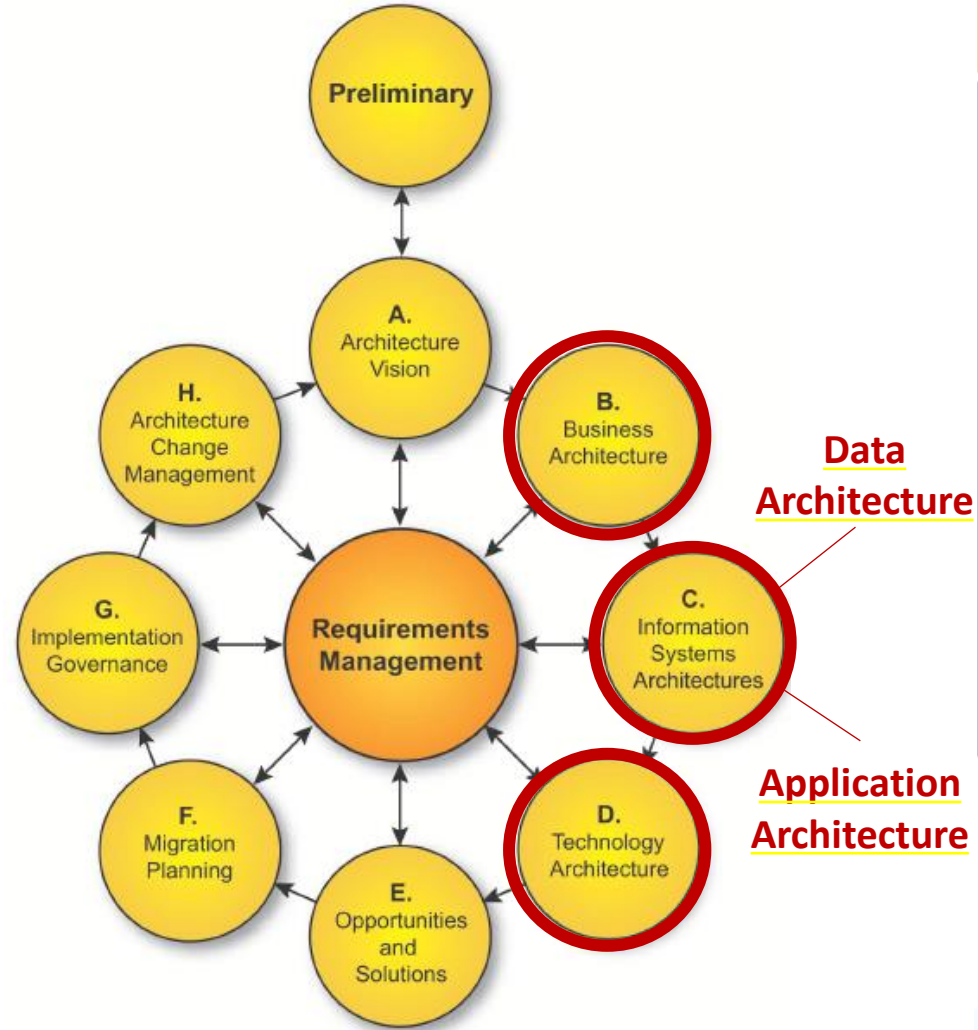 Preliminary
A.
Architecture
Vision
B.
Business
Architecture
Data
Architecture
C.
Information
Systems
Architectures
Application
Architecture
D.
Technology
Architecture
E.
Opportunities
and
Solutions
F.
Migration
Planning
G.
Implementation
Governance
H.
Architecture
Change
Management
Requirements
Management